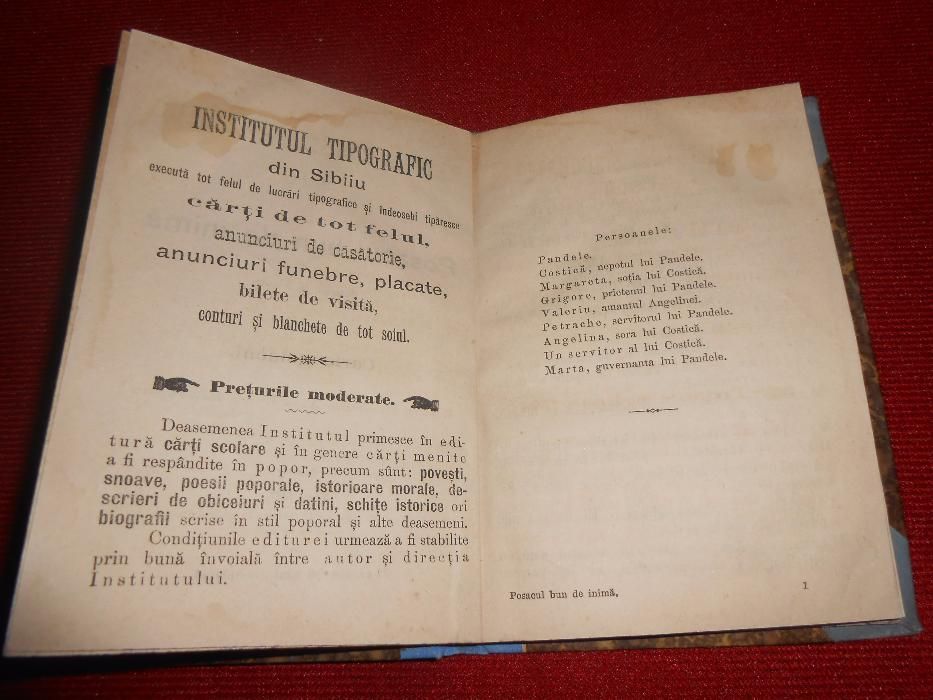 INSTITUTUL TIPOGRAFIC
din Sibiiu
execută tot felul de lucrări tipografice și îndeosebi tipăresce
cărți de tot felul,
anunciuri de căsătorie,
anunciuri funebre, placate,
bilete de visită,
conturi și blanchete de tot soiul.
Prețurile moderate.
Deasemenea Institutul primesce în edi-
tură cărți scolare și în genere cărți menite
a fi respândite în popor, precum sûnt: povești,
snoave, poesii poporale, istorioare morale, de-
scrieri de obiceiuri și datini, schițe istorice ori
biografii scrise în stil poporal și alte deasemeni.
Condițiunile editurei urmează a fi stabilite
prin bună învoială între autor și direcția
Institutului.
Persoanele:
Pandele.
Costică, nepotul lui Pandele.
Margareta, soția lui Costică.
Grigore, prietenul lui Pandele.
Valeriu, amantul Angelinei.
Petrache, servitorul lui Pandele.
Angelina, sora lui Costică.
Un servitor al lui Costică.
Marta, guvernanta lui Pandele.
Posacul bun de inimă,
1